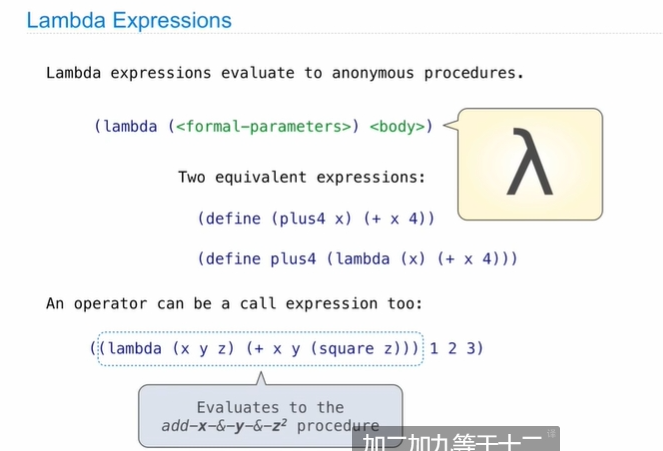 Lambda Expressions
Lambda expressions evaluate to anonymous procedures.
(lambda (<formal-parameters>) <body>)
λ
Two equivalent expressions:
(define (plus4 x) (+ x 4))
(define plus4 (lambda (x) (+ x 4)))
An operator can be a call expression too:
((lambda (x y z) (+ x y (square z))) 1 2 3)
Evaluates to the
add-x-&-y-&-z² procedure
加二加九等于十二